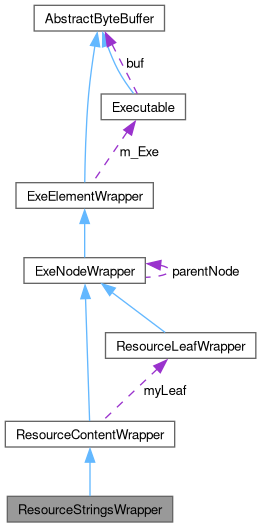 AbstractByteBuffer
buf
Executable
m_Exe
ExeElementWrapper
ExeNodeWrapper
parentNode
ResourceLeafWrapper
myLeaf
ResourceContentWrapper
ResourceStringsWrapper